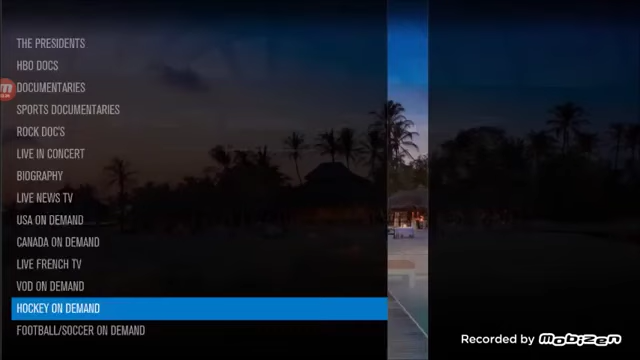 THE PRESIDENTS
HBO DOCS
DOCUMENTARIES
SPORTS DOCUMENTARIES
ROCK DOC'S
LIVE IN CONCERT
BIOGRAPHY
LIVE NEWS TV
USA ON DEMAND
CANADA ON DEMAND
LIVE FRENCH TV
VOD ON DEMAND
HOCKEY ON DEMAND
FOOTBALL/SOCCER ON DEMAND
Recorded by Mobizen